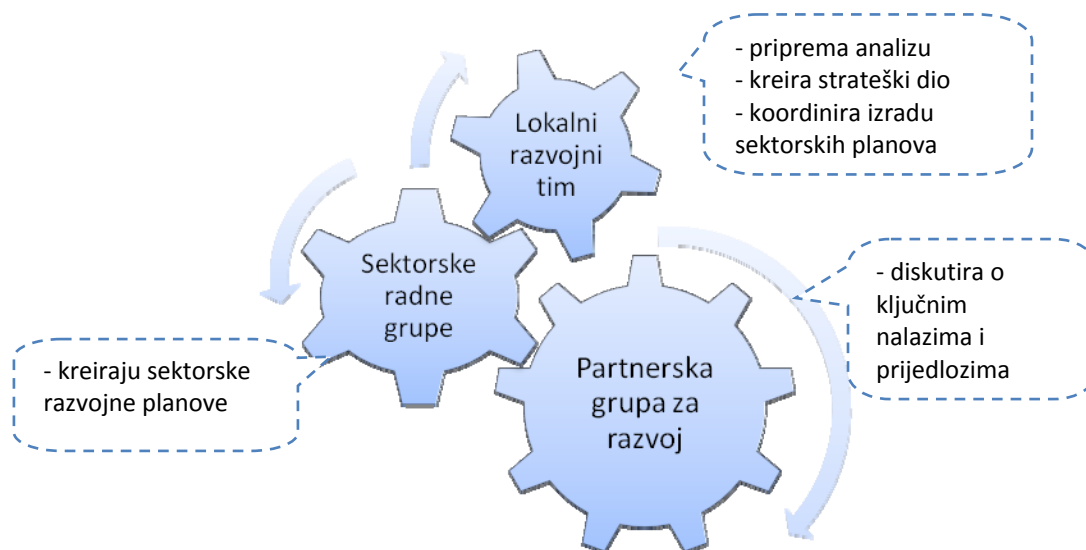 - priprema analizu
- kreira strateški dio
- koordinira izradu
sektorskih planova
Lokalni
razvojni
tim
Sektorske
radne
grupe
- diskutira o
ključnim
nalazima i
prijedlozima
- kreiraju sektorske
razvojne planove
Partnerska
grupa za
razvoj